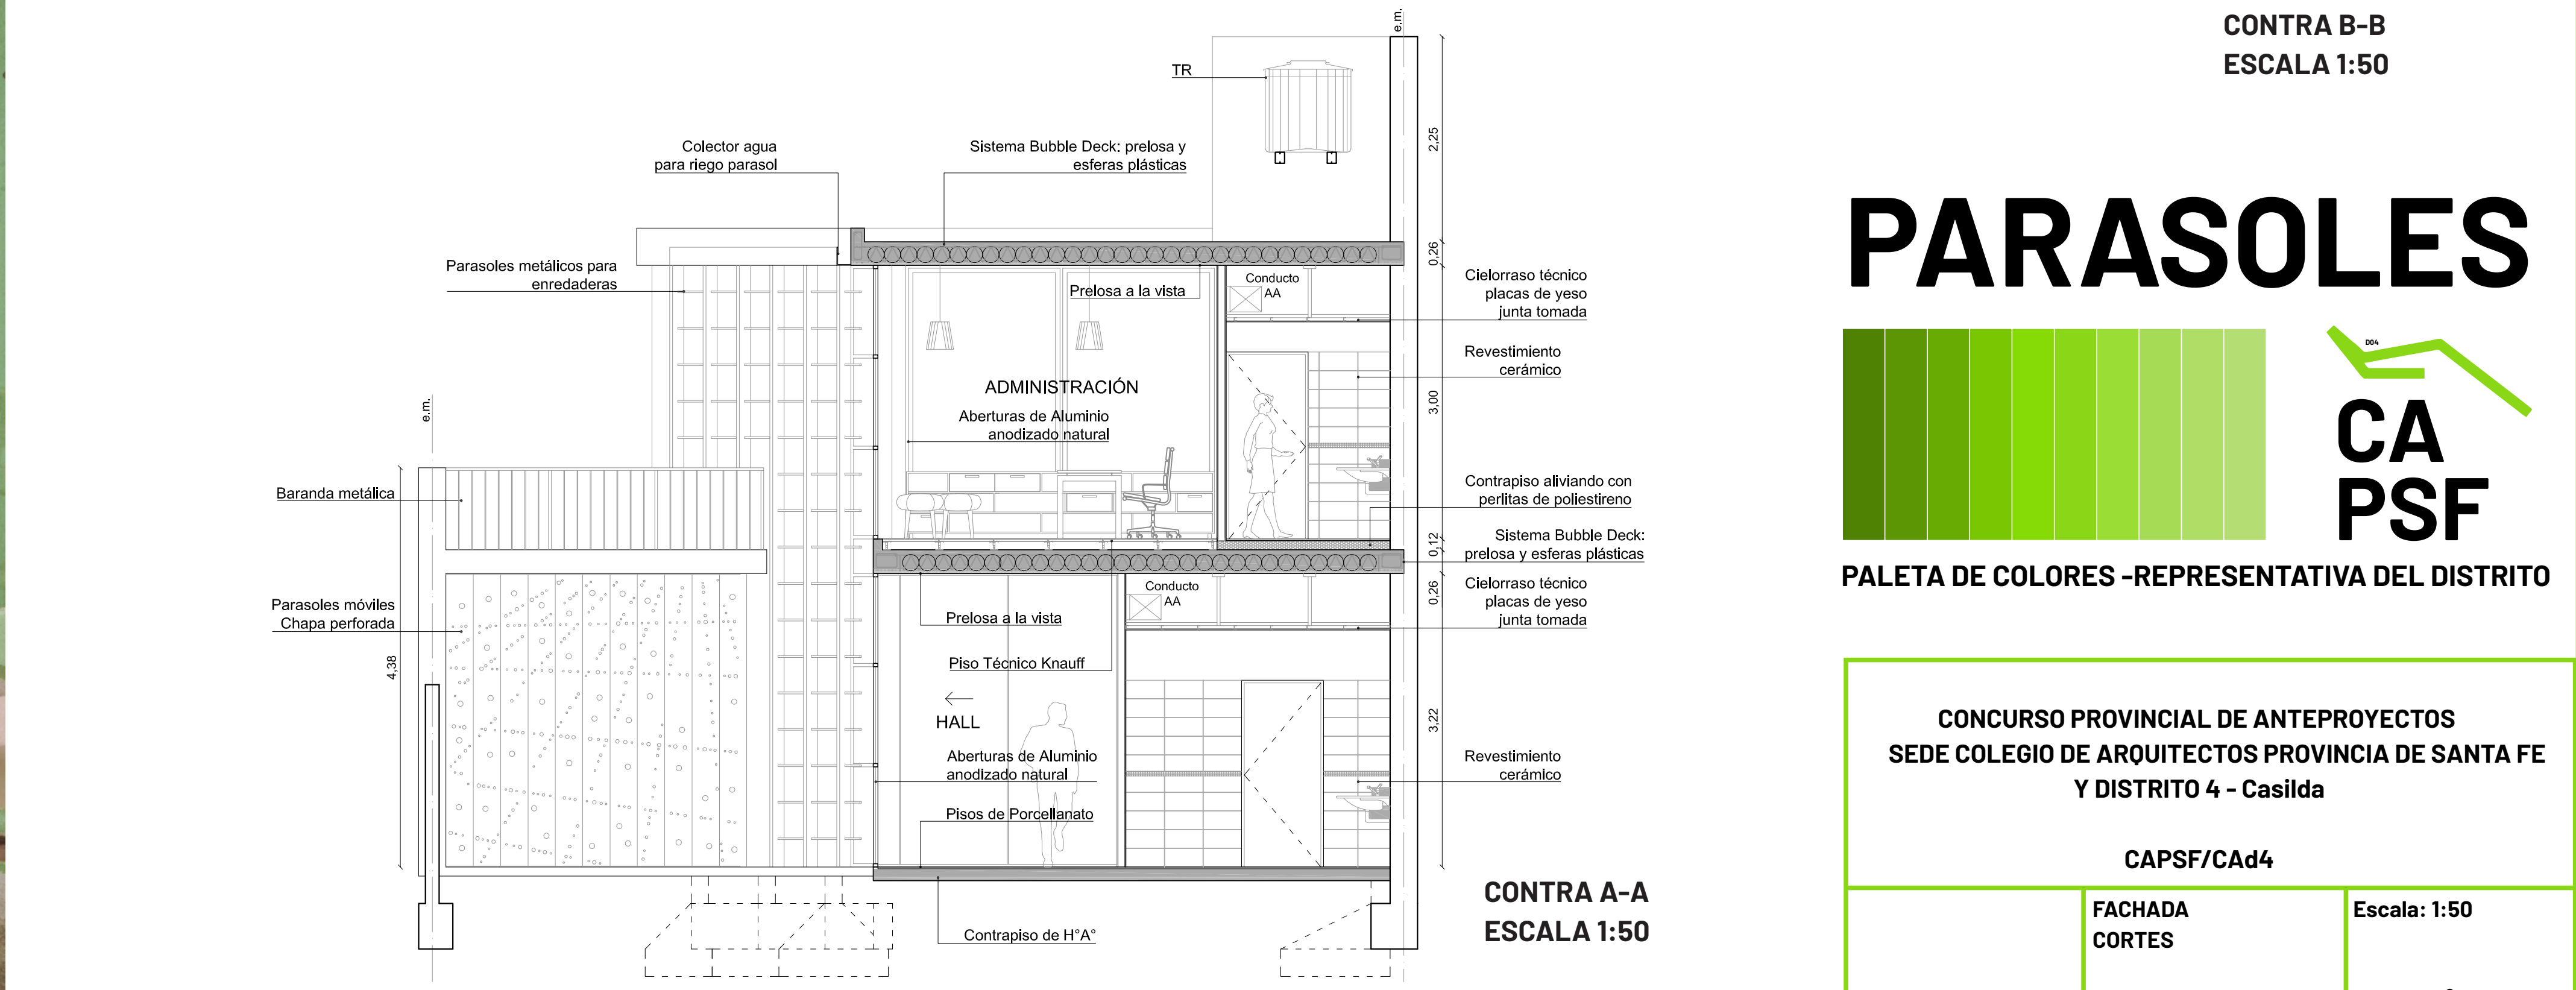 CONTRA B-B
ESCALA 1:50
e.m.
TR
2,25
Colector agua
para riego parasol
Sistema Bubble Deck: prelosa y
esferas plásticas
0,26
Parasoles metálicos para
enredaderas
Prelosa a la vista
Conducto
AA
Cielorraso técnico
placas de yeso
junta tomada
Revestimiento
cerámico
3,00
ADMINISTRACIÓN
Aberturas de Aluminio
anodizado natural
e.m.
Baranda metálica
Contrapiso aliviando con
perlitas de poliestireno
0,12
Sistema Bubble Deck:
prelosa y esferas plásticas
0,26
Conducto
AA
Cielorraso técnico
placas de yeso
junta tomada
Parasoles móviles
Chapa perforada
Prelosa a la vista
4,38
Piso Técnico Knauff
HALL
3,22
Aberturas de Aluminio
anodizado natural
Revestimiento
cerámico
Pisos de Porcellanato
Contrapiso de H°A°
CONTRA A-A
ESCALA 1:50
PARASOLES
D04
CA
PSF
PALETA DE COLORES -REPRESENTATIVA DEL DISTRITO
CONCURSO PROVINCIAL DE ANTEPROYECTOS
SEDE COLEGIO DE ARQUITECTOS PROVINCIA DE SANTA FE
Y DISTRITO 4 - Casilda
CAPSF/CAd4
FACHADA
CORTES
Escala: 1:50